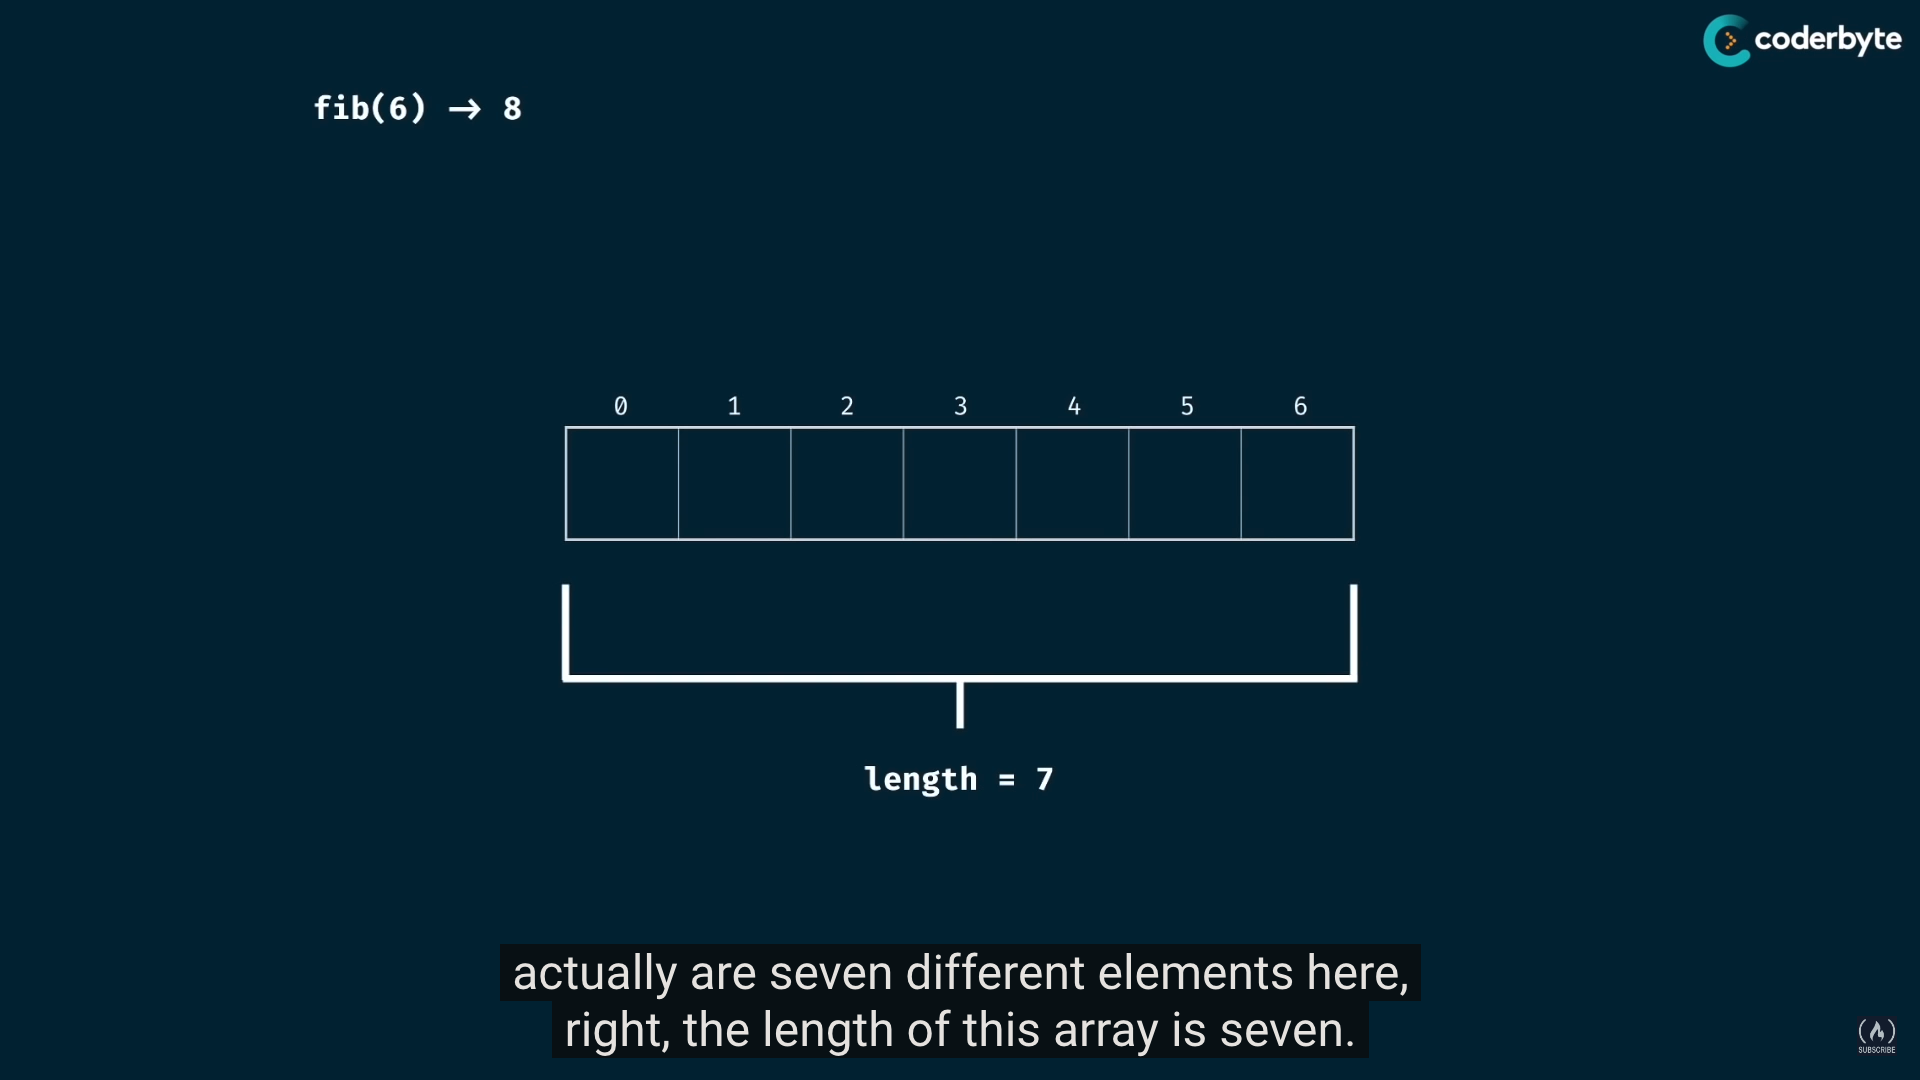 coderbyte
fib(6) → 8
0 1 2 3 4 5 6
length = 7
actually are seven different elements here,
right, the length of this array is seven.
SUBSCRIBE